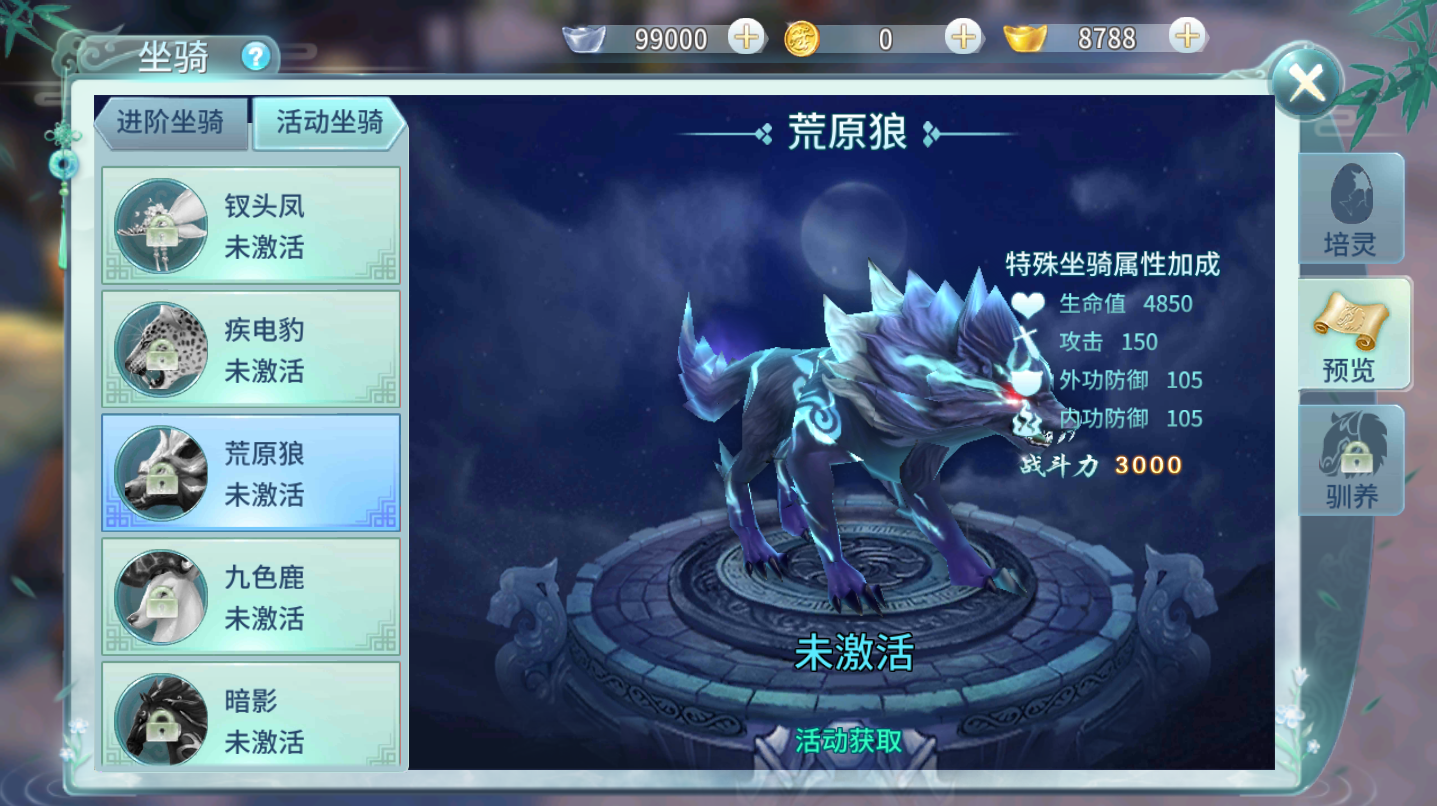 坐骑 ?
99000
0
8788
进阶坐骑
活动坐骑
钗头凤
未激活
疾电豹
未激活
荒原狼
未激活
九色鹿
未激活
暗影
未激活
荒原狼
特殊坐骑属性加成
生命值 4850
攻击 150
外功防御 105
内功防御 105
战斗力 3000
未激活
活动获取
培灵
预览
驯养